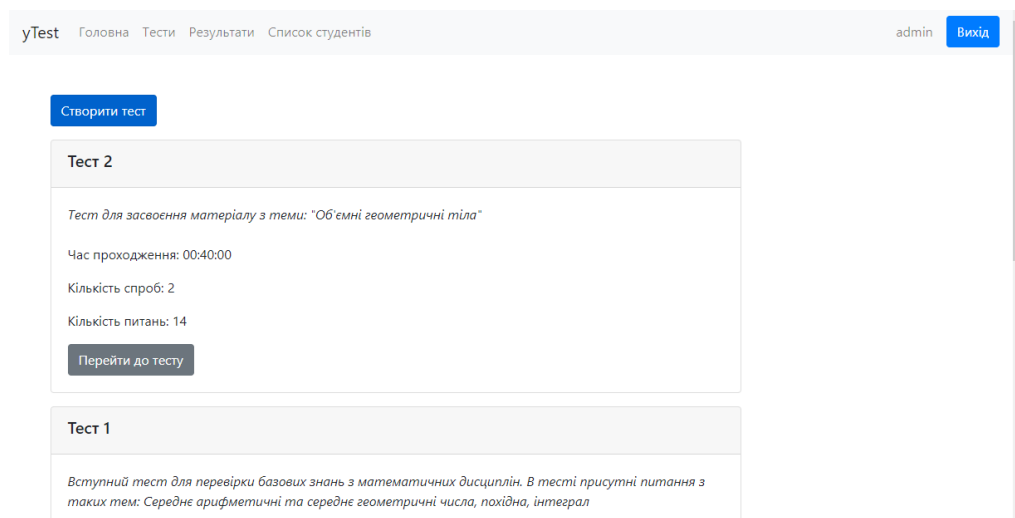 yTest Головна Тести Результати Список студентів admin Вихід
Створити тест
Тест 2
Тест для засвоєння матеріалу з теми: "Об'ємні геометричні тіла"
Час проходження: 00:40:00
Кількість спроб: 2
Кількість питань: 14
Перейти до тесту
Тест 1
Вступний тест для перевірки базових знань з математичних дисциплін. В тесті присутні питання з
таких тем: Середнє арифметичні та середнє геометричні числа, похідна, інтеграл